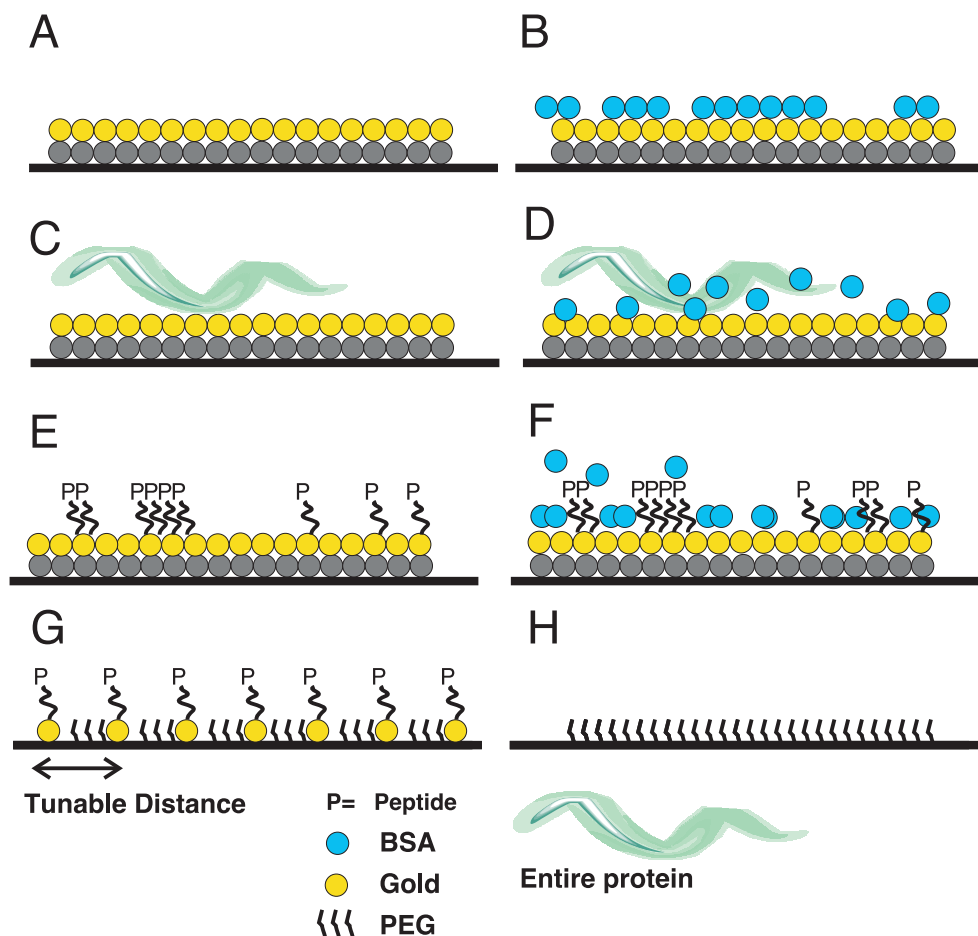 A
B
C
D
E
F
PP
PPPP
P
P
P
PP
PPPP
P
PP
P
G
H
P
P
P
P
P
P
P
Tunable Distance
P= Peptide
BSA
Gold
PEG
Entire protein